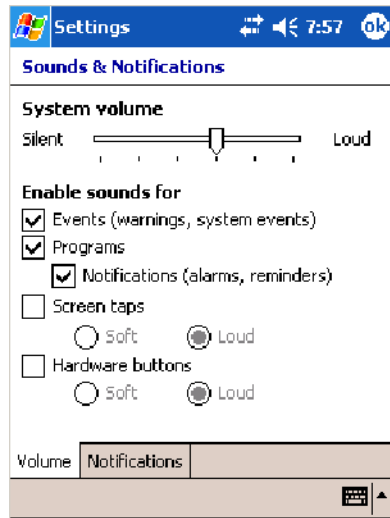 Settings 7:57 ok
Sounds & Notifications
System volume
Silent Loud
Enable sounds for
Events (warnings, system events)
Programs
Notifications (alarms, reminders)
Screen taps
Soft Loud
Hardware buttons
Soft Loud
Volume Notifications